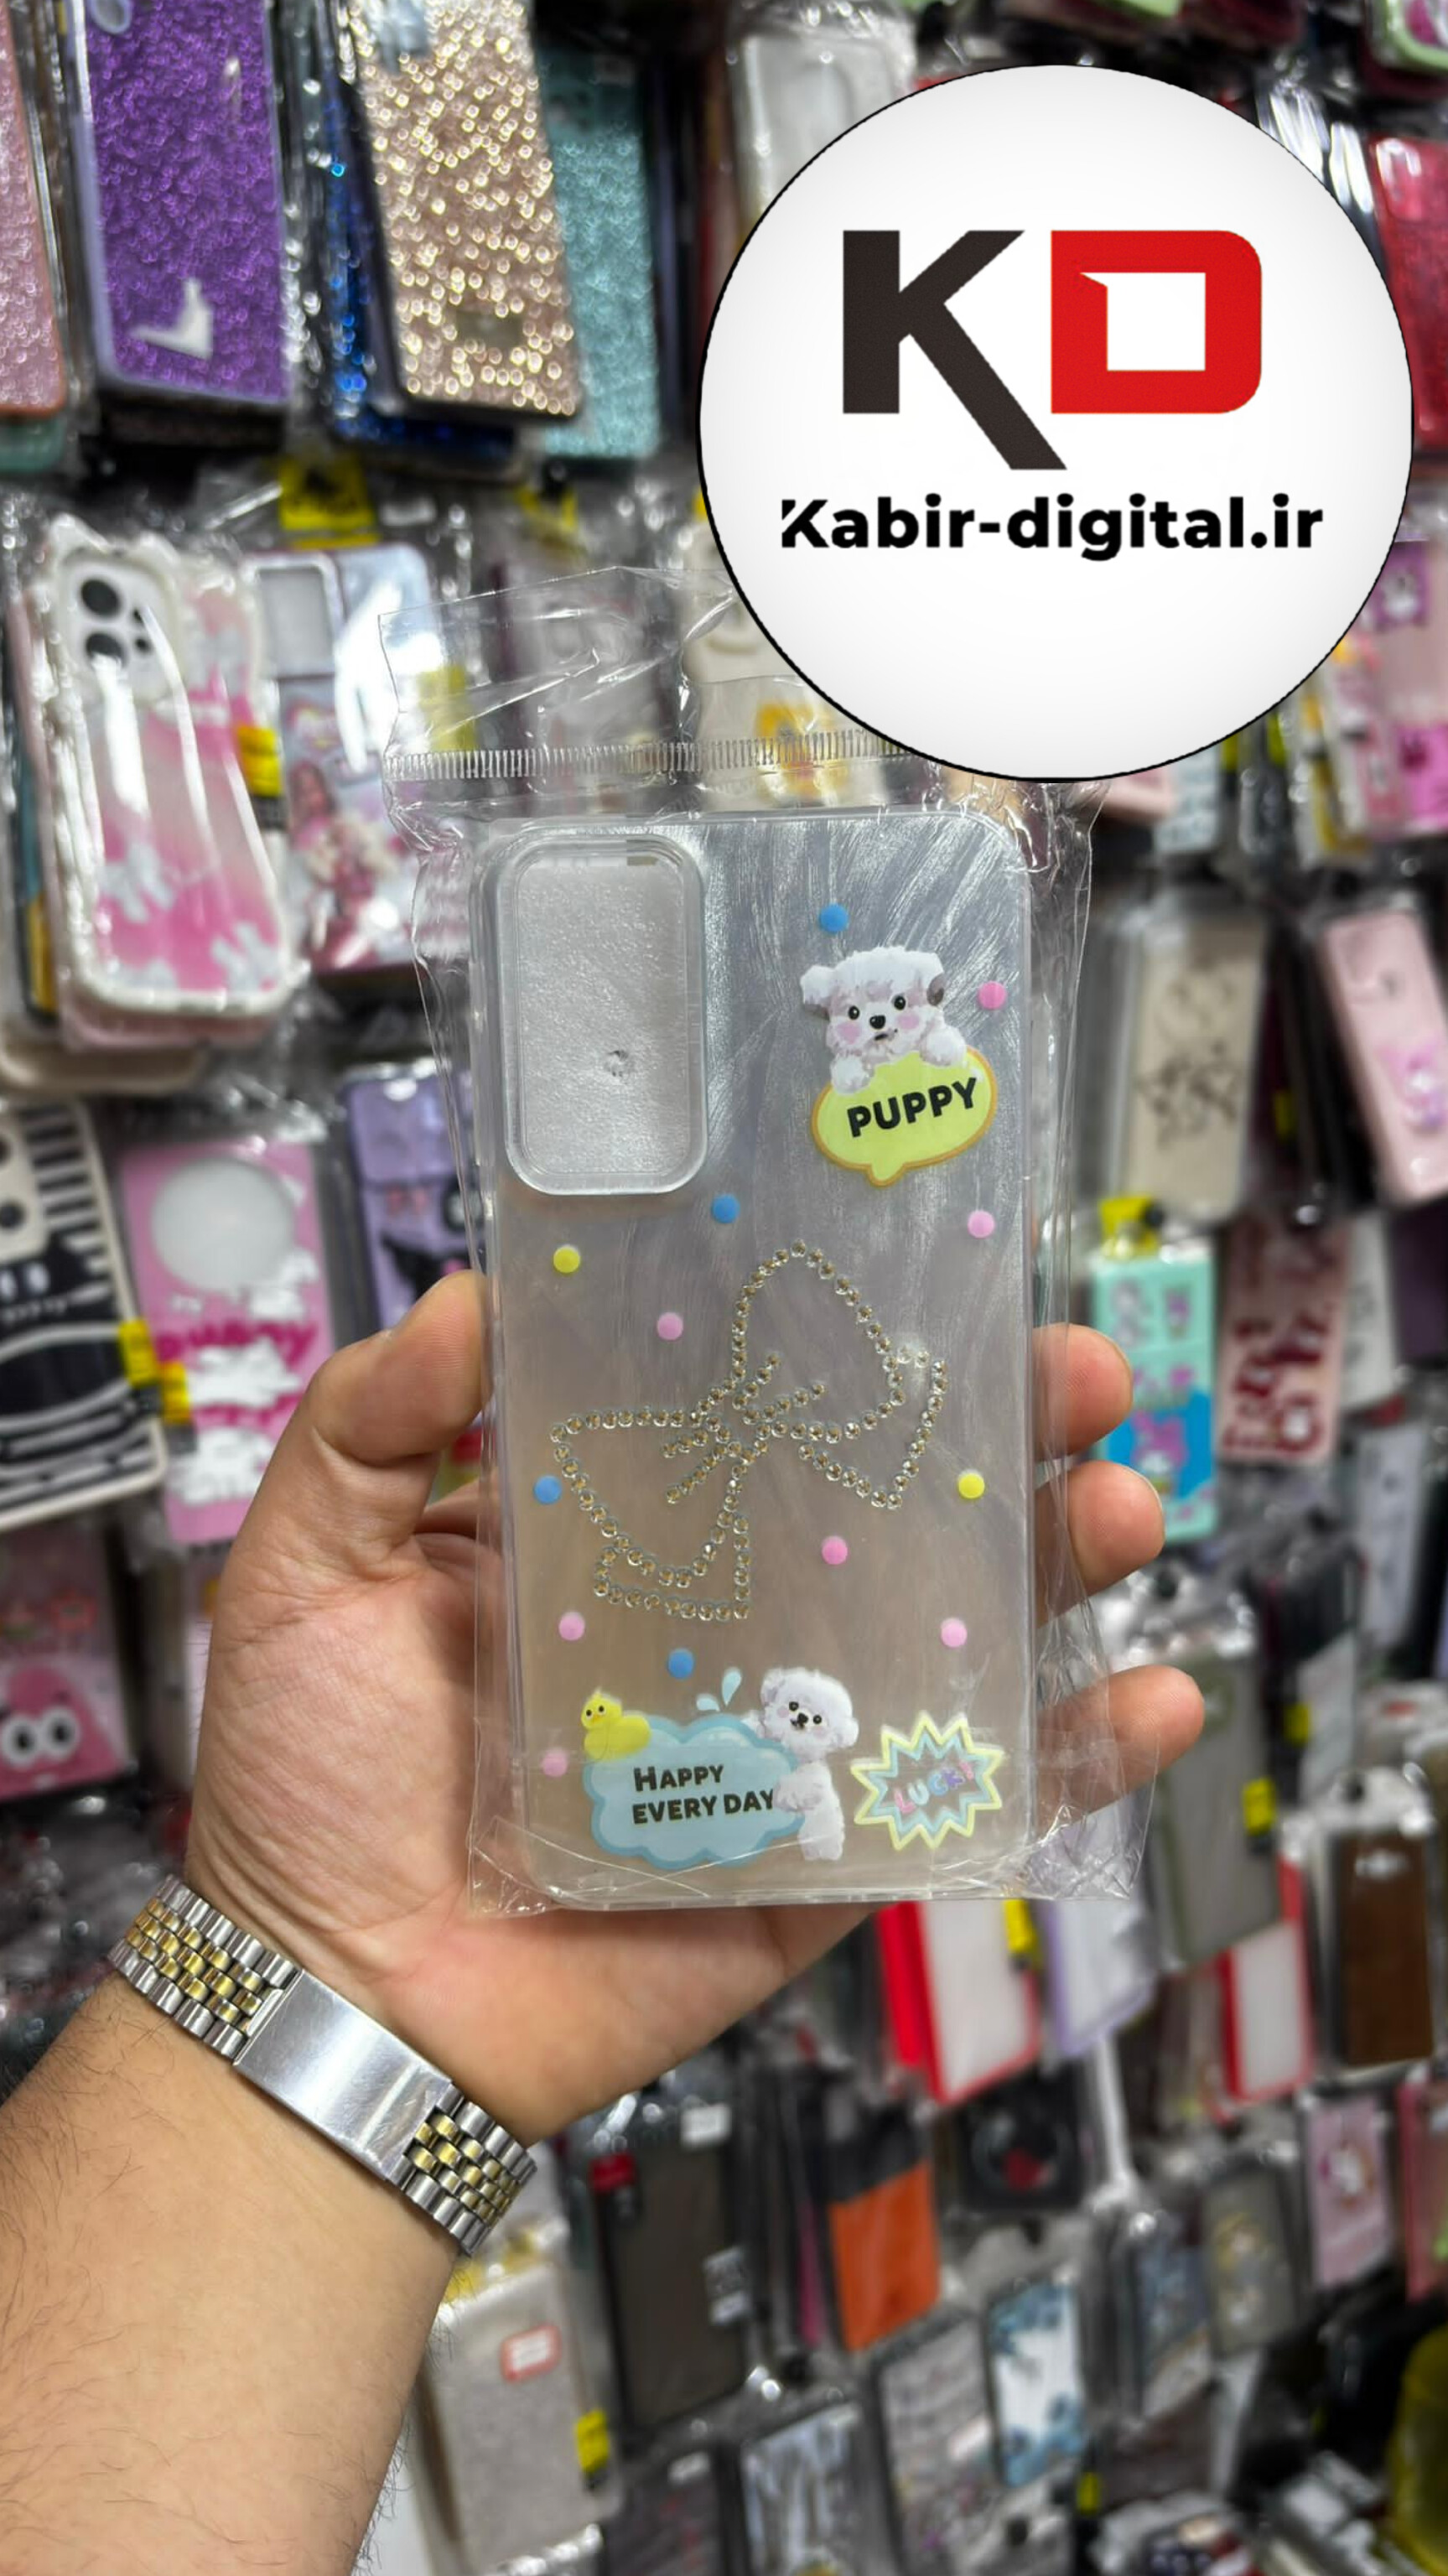 KD
Kabir-digital.ir
PUPPY
HAPPY
EVERY DAY
LUCKY